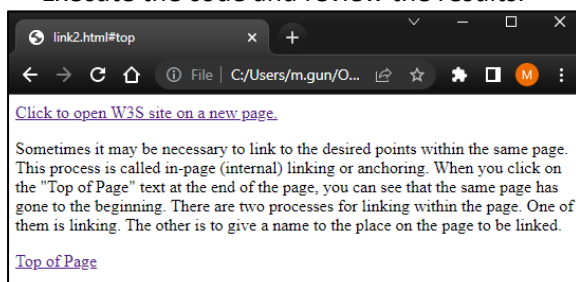 Execute the code and review the results.
link2.html#top
File | C:/Users/m.gun/O...
M
Click to open W3S site on a new page.
Sometimes it may be necessary to link to the desired points within the same page.
This process is called in-page (internal) linking or anchoring. When you click on
the "Top of Page" text at the end of the page, you can see that the same page has
gone to the beginning. There are two processes for linking within the page. One of
them is linking. The other is to give a name to the place on the page to be linked.
Top of Page